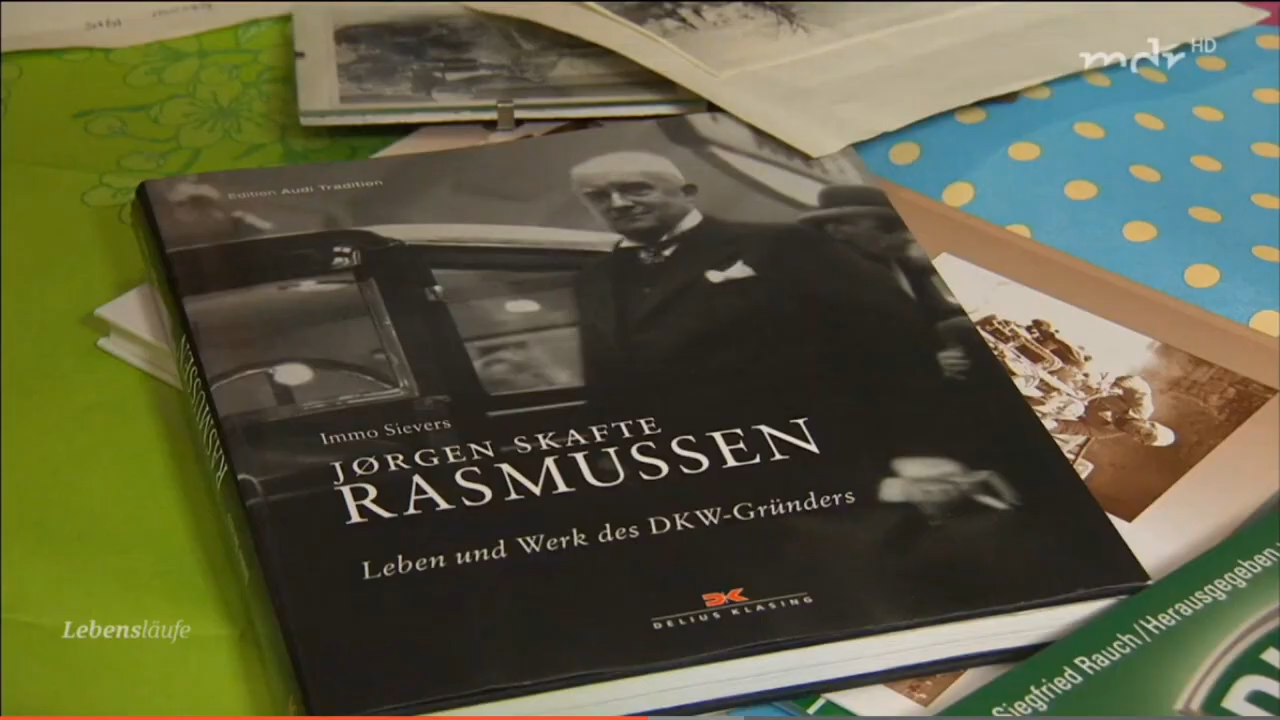 mdr HD
Edition Audi Tradition
Immo Sievers
JØRGEN SKAFTE
RASMUSSEN
Leben und Werk des DKW-Gründers
DELIUS KLASING
RASMUSSEN
Siegfried Rauch/Herausgegeben
Lebensläufe